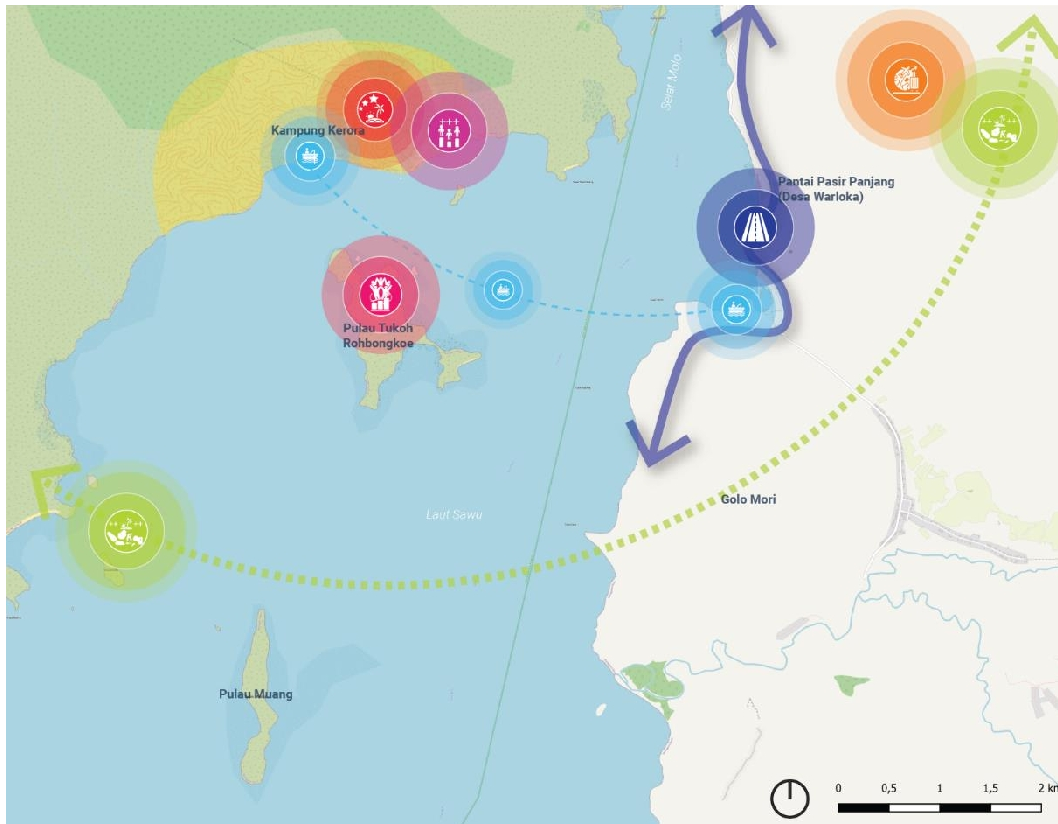 Selat Molo
Kampung Kerora
Pantai Pasir Panjang
(Desa Warloka)
Pulau Tukoh
Rohbongkoe
Golo Mori
Laut Sawu
Pulau Muang
0 0,5 1 1,5 2 km